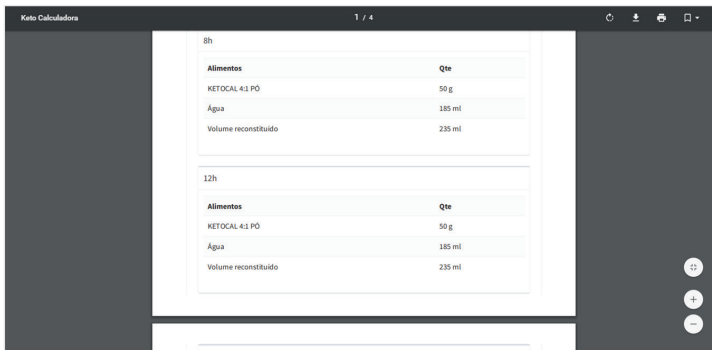 Keto Calculadora
1 / 4
8h
Alimentos Qte
KETOCAL 4:1 PÓ 50 g
Água 185 ml
Volume reconstituído 235 ml
12h
Alimentos Qte
KETOCAL 4:1 PÓ 50 g
Água 185 ml
Volume reconstituído 235 ml